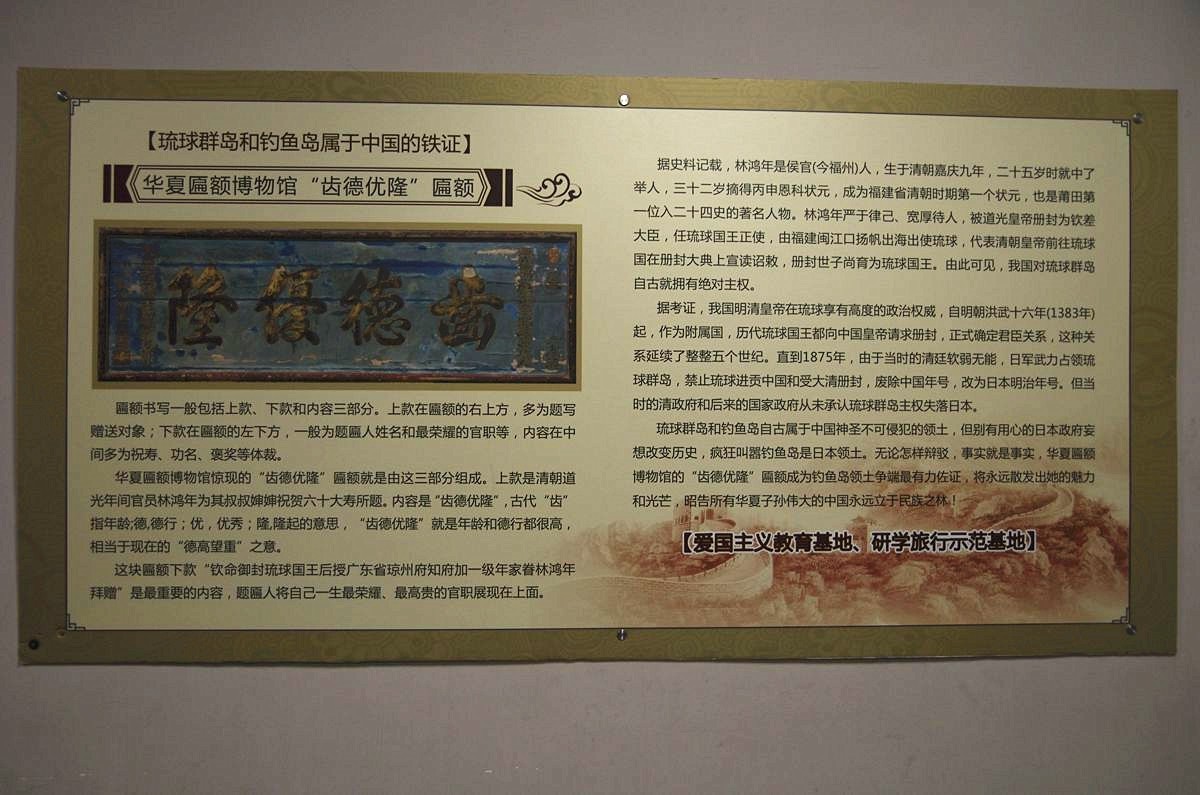 【琉球群岛和钓鱼岛属于中国的铁证】
华夏匾额博物馆“齿德优隆”匾额
隆優德齒
匾额书写一般包括上款、下款和内容三部分。上款在匾额的右上方，多为题写
赠送对象；下款在匾额的左下方，一般为题匾人姓名和最荣耀的官职等，内容在中
间多为祝寿、功名、褒奖等体裁。
华夏匾额博物馆惊现的“齿德优隆”匾额就是由这三部分组成。上款是清朝道
光年间官员林鸿年为其叔叔婶婶祝贺六十大寿所题。内容是“齿德优隆”，古代“齿”
指年龄;德,德行；优，优秀；隆,隆起的意思，“齿德优隆”就是年龄和德行都很高，
相当于现在的“德高望重”之意。
这块匾额下款“钦命御封琉球国王后授广东省琼州府知府加一级年家眷林鸿年
拜赠”是最重要的内容，题匾人将自己一生最荣耀、最高贵的官职展现在上面。
据史料记载，林鸿年是侯官(今福州)人，生于清朝嘉庆九年，二十五岁时就中了
举人，三十二岁摘得丙申恩科状元，成为福建省清朝时期第一个状元，也是莆田第
一位入二十四史的著名人物。林鸿年严于律己、宽厚待人，被道光皇帝册封为钦差
大臣，任琉球国王正使，由福建闽江口扬帆出海出使琉球，代表清朝皇帝前往琉球
国在册封大典上宣读诏敕，册封世子尚育为琉球国王。由此可见，我国对琉球群岛
自古就拥有绝对主权。
据考证，我国明清皇帝在琉球享有高度的政治权威，自明朝洪武十六年(1383年)
起，作为附属国，历代琉球国王都向中国皇帝请求册封，正式确定君臣关系，这种关
系延续了整整五个世纪。直到1875年，由于当时的清廷软弱无能，日军武力占领琉
球群岛，禁止琉球进贡中国和受大清册封，废除中国年号，改为日本明治年号。但当
时的清政府和后来的国家政府从未承认琉球群岛主权失落日本。
琉球群岛和钓鱼岛自古属于中国神圣不可侵犯的领土，但别有用心的日本政府妄
想改变历史，疯狂叫嚣钓鱼岛是日本领土。无论怎样辩驳，事实就是事实，华夏匾额
博物馆的“齿德优隆”匾额成为钓鱼岛领土争端最有力佐证，将永远散发出她的魅力
和光芒，昭告所有华夏子孙伟大的中国永远立于民族之林！
【爱国主义教育基地、研学旅行示范基地】